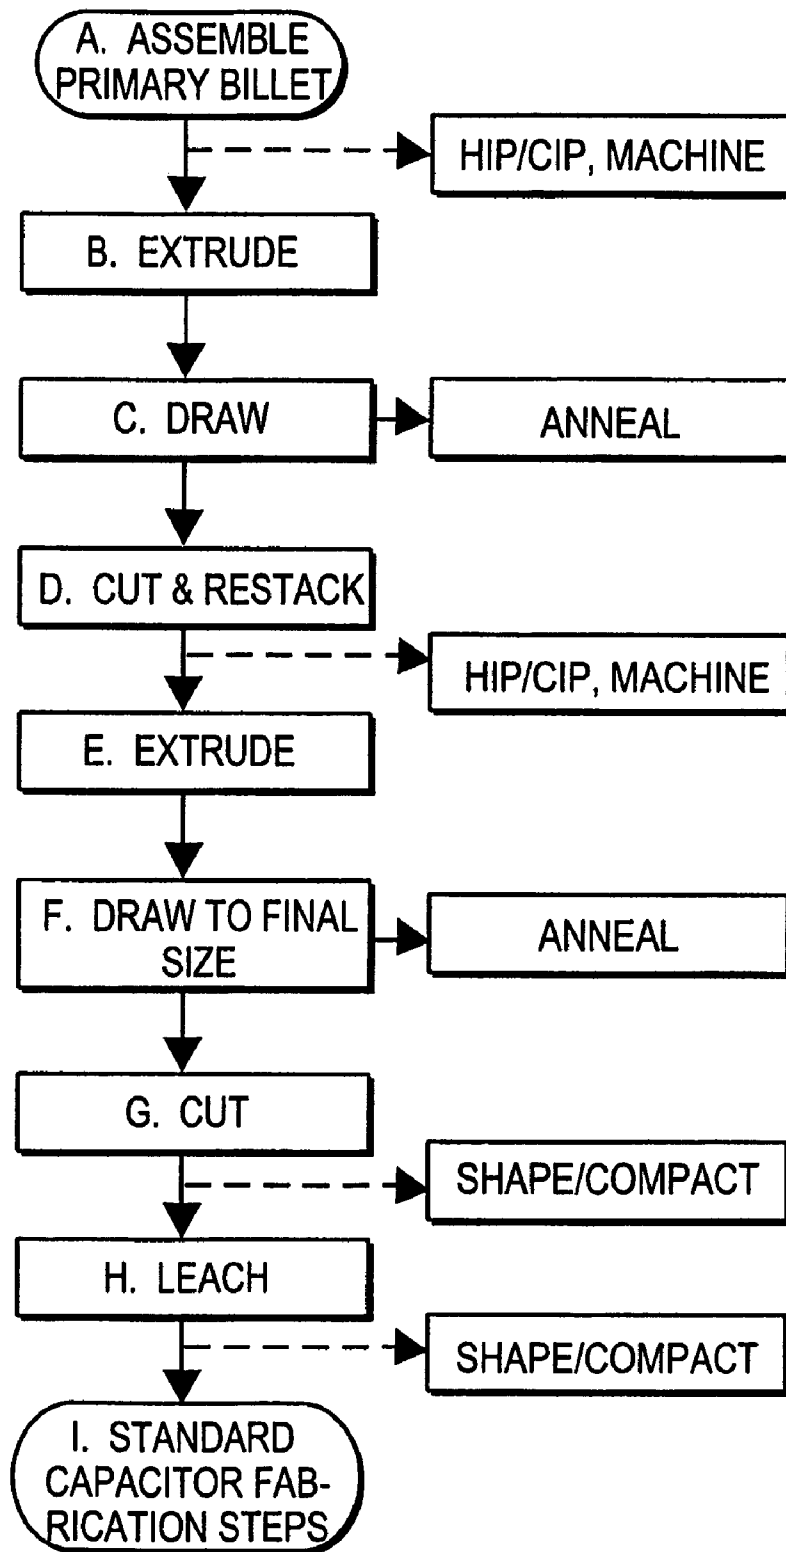 A. ASSEMBLE
PRIMARY BILLET
HIP/CIP, MACHINE
B. EXTRUDE
C. DRAW
ANNEAL
D. CUT & RESTACK
HIP/CIP, MACHINE
E. EXTRUDE
F. DRAW TO FINAL
SIZE
ANNEAL
G. CUT
SHAPE/COMPACT
H. LEACH
SHAPE/COMPACT
I. STANDARD
CAPACITOR FAB-
RICATION STEPS